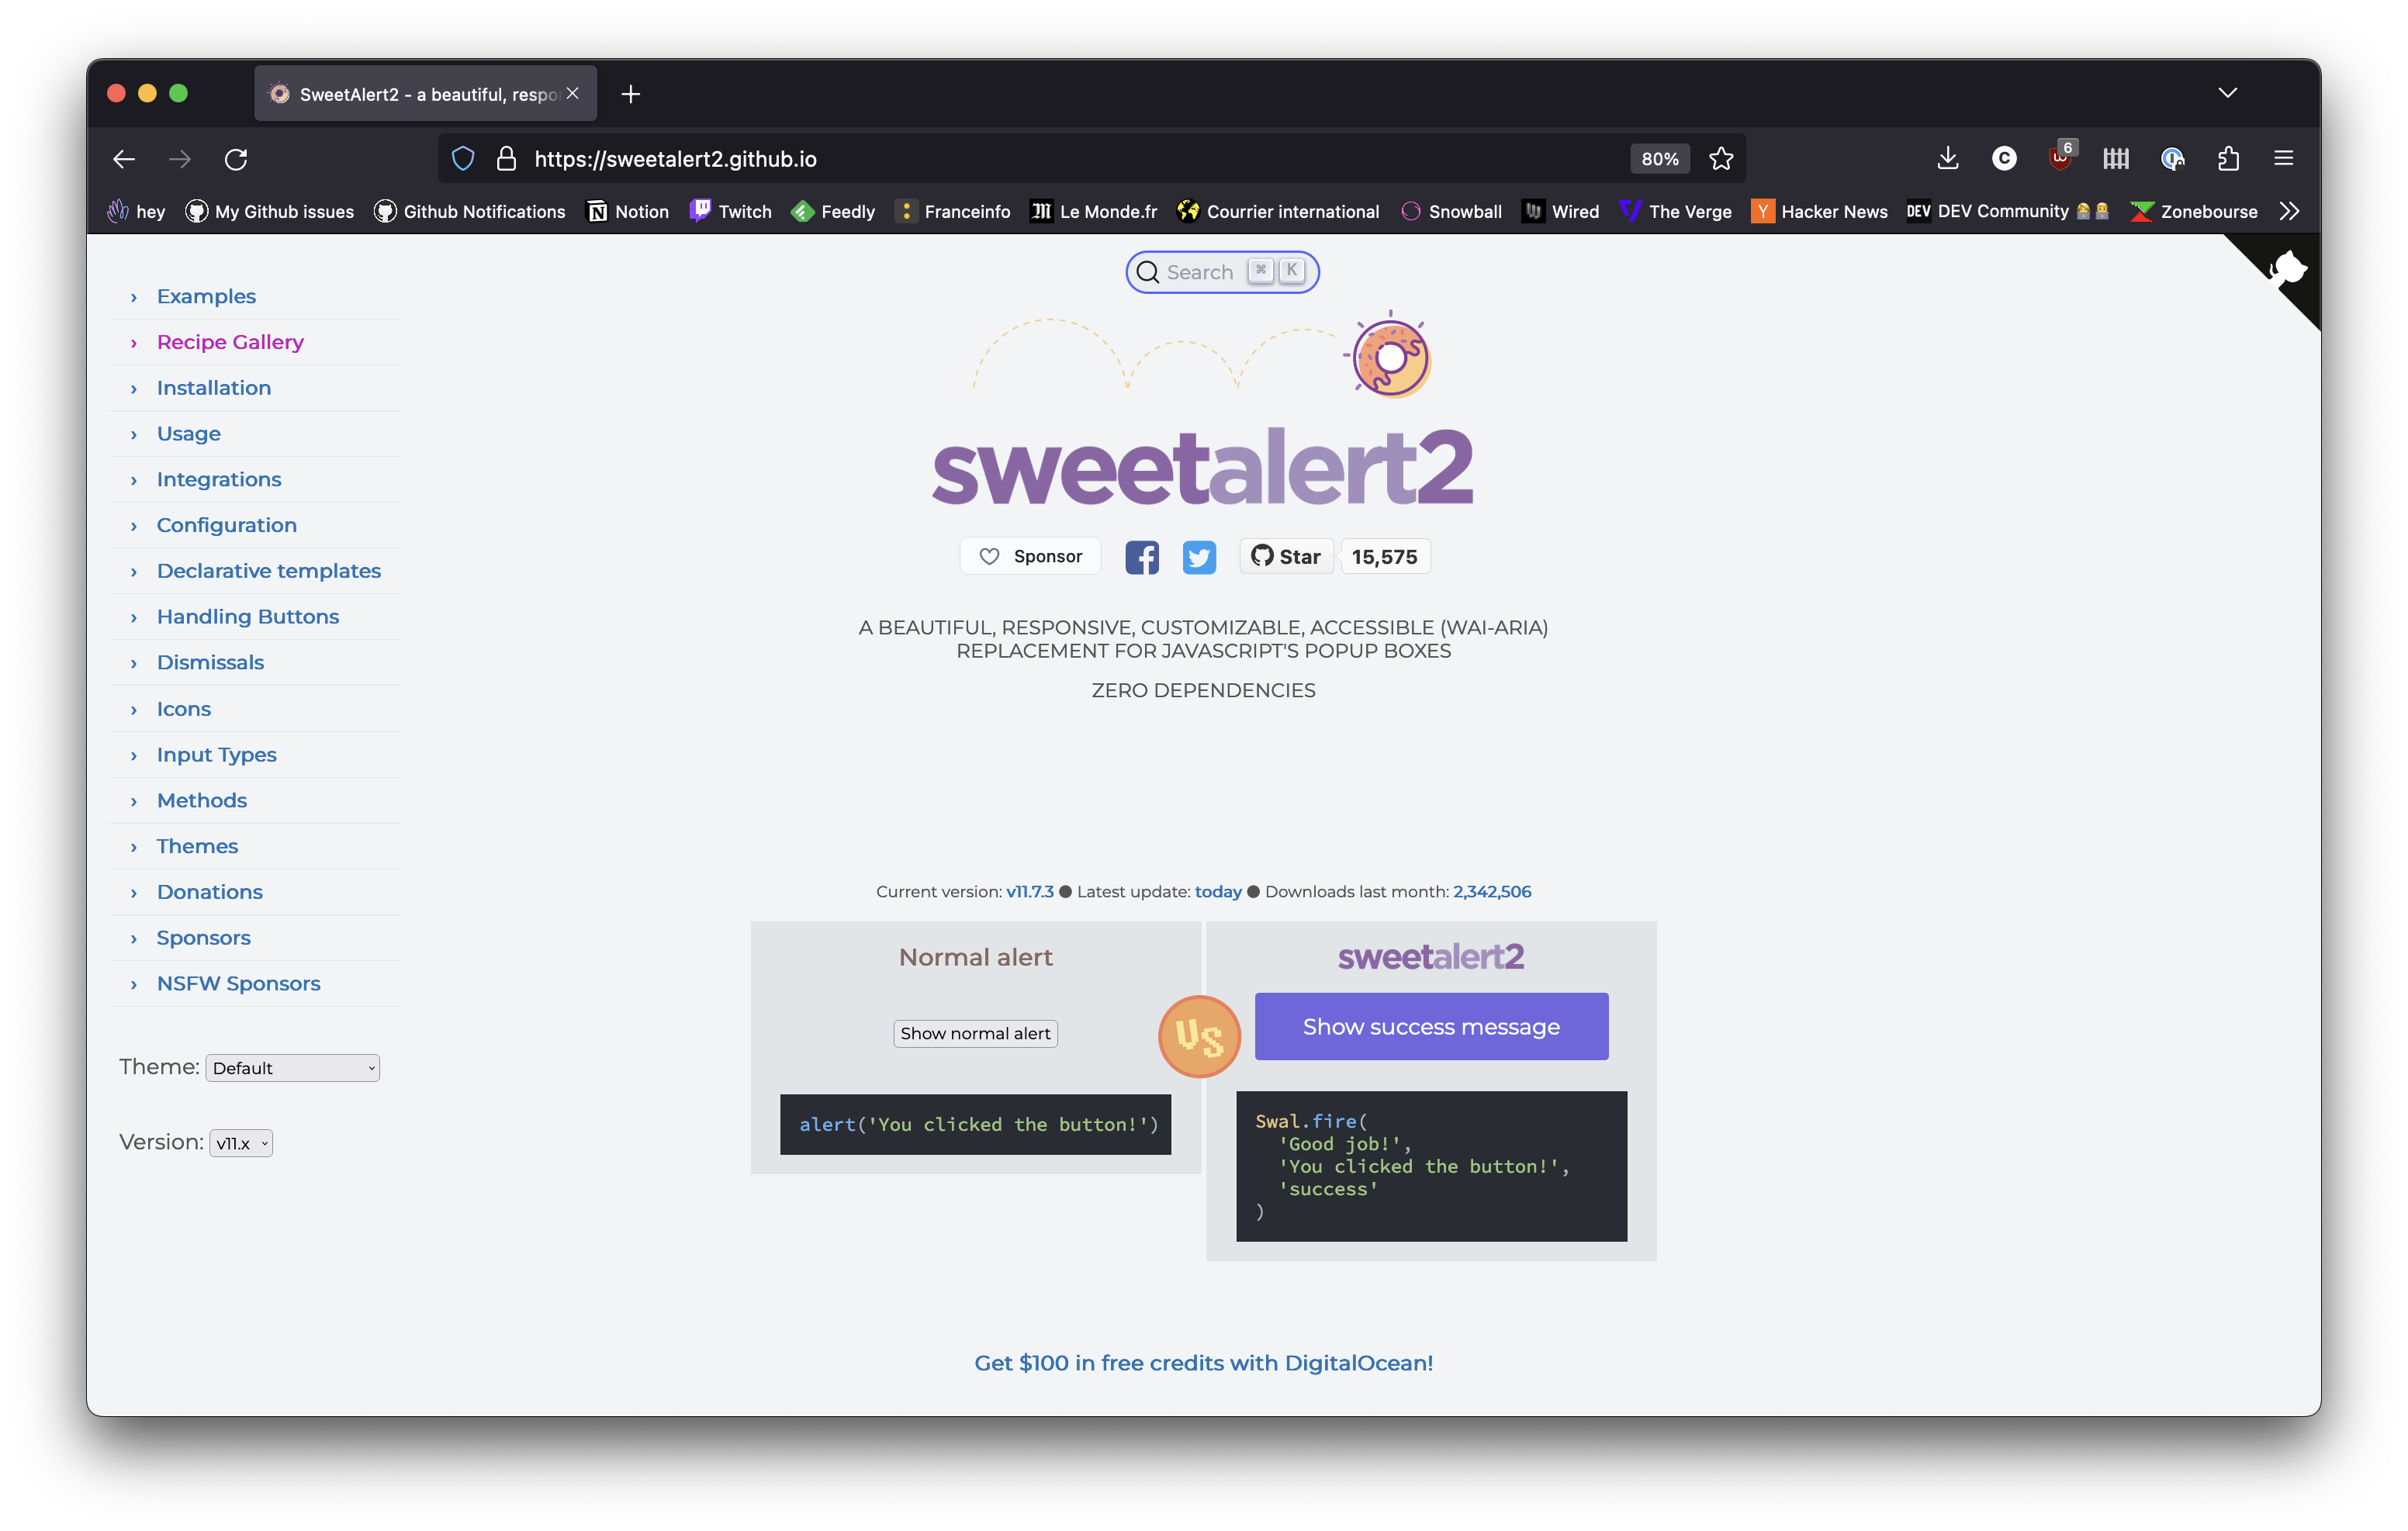 SweetAlert2 - a beautiful, respo
https://sweetalert2.github.io
80%
6
hey
My Github issues
Github Notifications
Notion
Twitch
Feedly
Franceinfo
Le Monde.fr
Courrier international
Snowball
Wired
The Verge
Hacker News
DEV Community
Zonebourse
Search ⌘ K
› Examples
› Recipe Gallery
› Installation
› Usage
› Integrations
› Configuration
› Declarative templates
› Handling Buttons
› Dismissals
› Icons
› Input Types
› Methods
› Themes
› Donations
› Sponsors
› NSFW Sponsors
Theme: Default
Version: v11.x
sweetalert2
Sponsor
Star 15,575
A BEAUTIFUL, RESPONSIVE, CUSTOMIZABLE, ACCESSIBLE (WAI-ARIA)
REPLACEMENT FOR JAVASCRIPT'S POPUP BOXES
ZERO DEPENDENCIES
Current version: v11.7.3 ● Latest update: today ● Downloads last month: 2,342,506
Normal alert
Show normal alert
alert('You clicked the button!')
VS
sweetalert2
Show success message
Swal.fire(
'Good job!',
'You clicked the button!',
'success'
)
Get $100 in free credits with DigitalOcean!